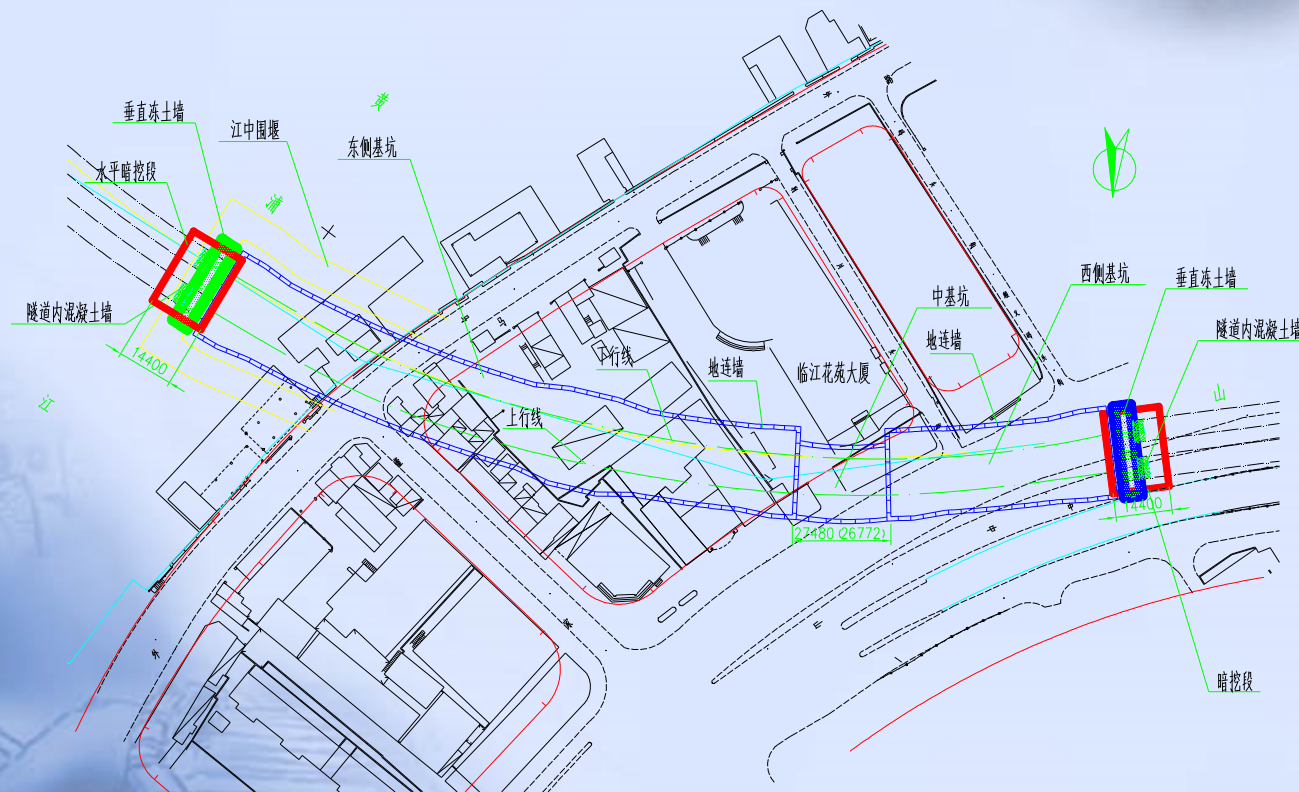 黄
垂直冻土墙
江中围堰
东侧基坑
水平暗挖段
浦
西侧基坑
垂直冻土墙
中基坑
隧道内混凝土墙
隧道内混凝土墙
地连墙
下行线
地连墙
临江花苑大厦
14400
江
山
上行线
14400
27480(26772)
中
中
外
暗挖段